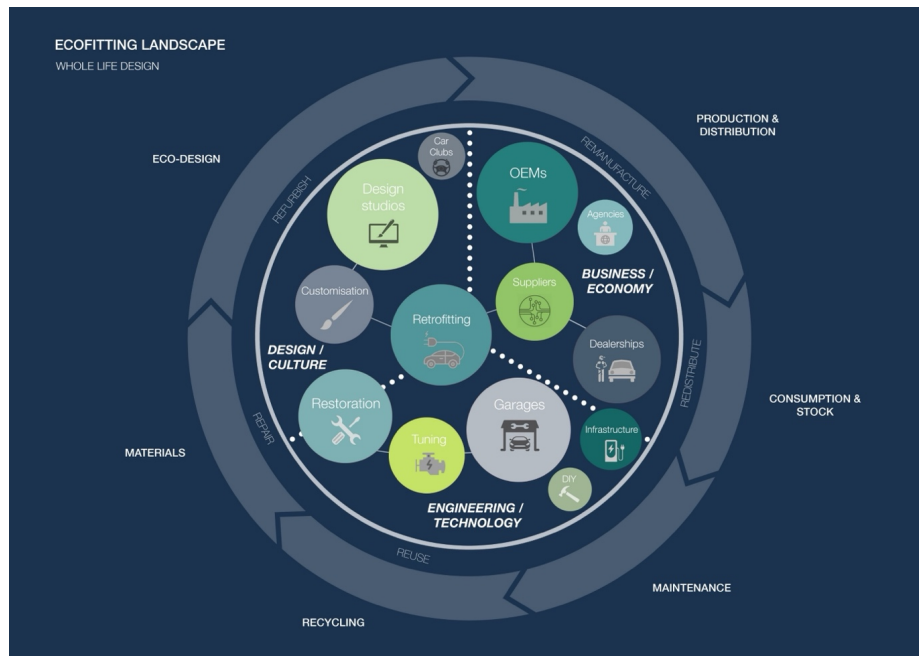 ECOFITTING LANDSCAPE
WHOLE LIFE DESIGN
PRODUCTION &
DISTRIBUTION
ECO-DESIGN
REFURBISH
REMANUFACTURE
Car
Clubs
OEMs
Design
studios
Agencies
BUSINESS /
ECONOMY
Suppliers
Customisation
Retrofitting
DESIGN /
CULTURE
Dealerships
REDISTRIBUTE
CONSUMPTION &
STOCK
Restoration
Garages
Infrastructure
REPAIR
Tuning
MATERIALS
DIY
ENGINEERING /
TECHNOLOGY
REUSE
MAINTENANCE
RECYCLING